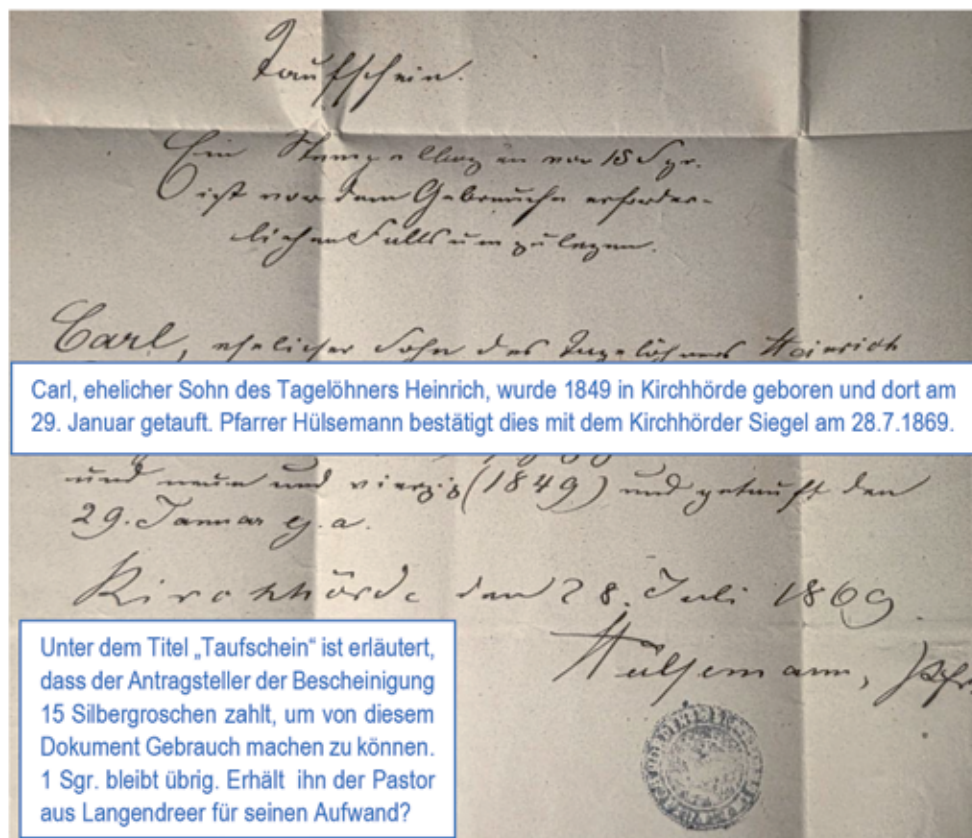 Taufschein.
Ein Stempelbogen von 15 Sgr.
ist vor dem Gebrauche erforder-
lichen Falls umzulegen.
Carl, ehelicher Sohn des Tagelöhners Heinrich
Carl, ehelicher Sohn des Tagelöhners Heinrich, wurde 1849 in Kirchhörde geboren und dort am
29. Januar getauft. Pfarrer Hülsemann bestätigt dies mit dem Kirchhörder Siegel am 28.7.1869.
und neun und vierzig (1849) und getauft den
29. Januar ej. a.
Kirchhörde den 28. Juli 1869
Hülsemann, Pfr
Unter dem Titel „Taufschein“ ist erläutert,
dass der Antragsteller der Bescheinigung
15 Silbergroschen zahlt, um von diesem
Dokument Gebrauch machen zu können.
1 Sgr. bleibt übrig. Erhält ihn der Pastor
aus Langendreer für seinen Aufwand?